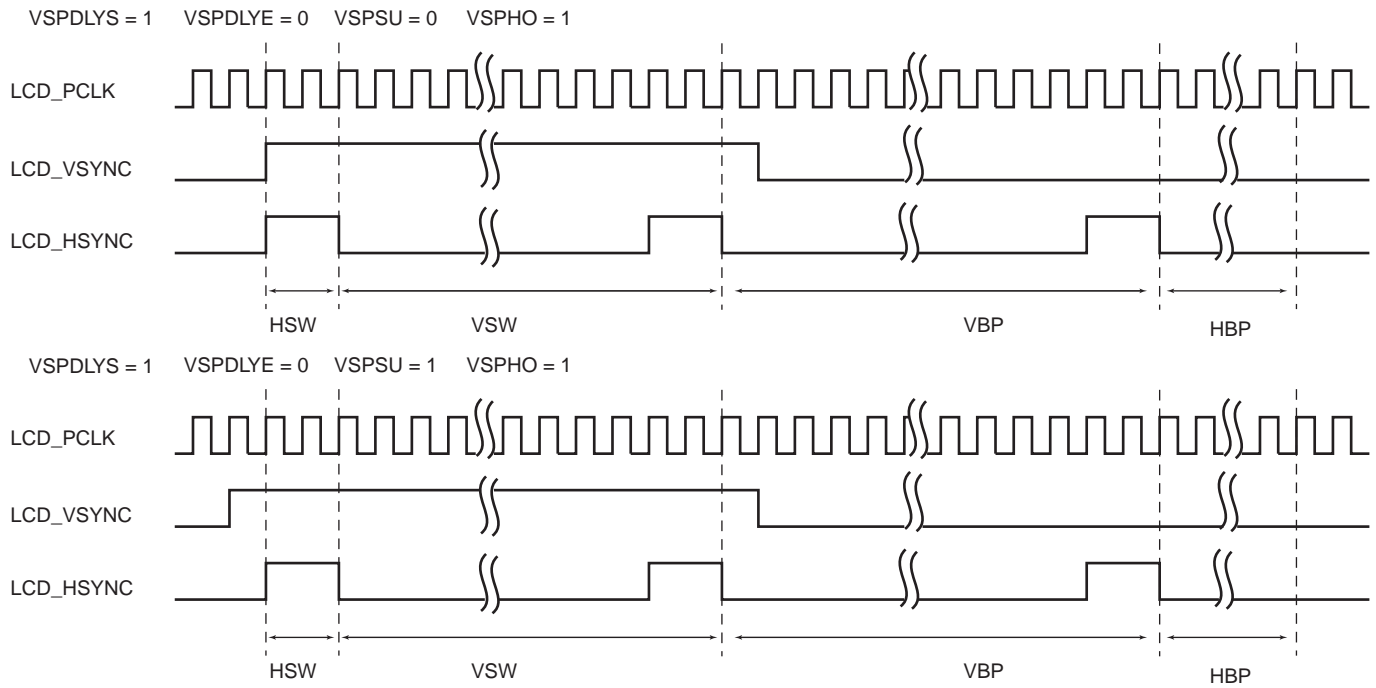 VSPDLYS = 1 VSPDLYE = 0 VSPSU = 0 VSPHO = 1
LCD_PCLK
LCD_VSYNC
LCD_HSYNC
HSW VSW VBP HBP
VSPDLYS = 1 VSPDLYE = 0 VSPSU = 1 VSPHO = 1
LCD_PCLK
LCD_VSYNC
LCD_HSYNC
HSW VSW VBP HBP